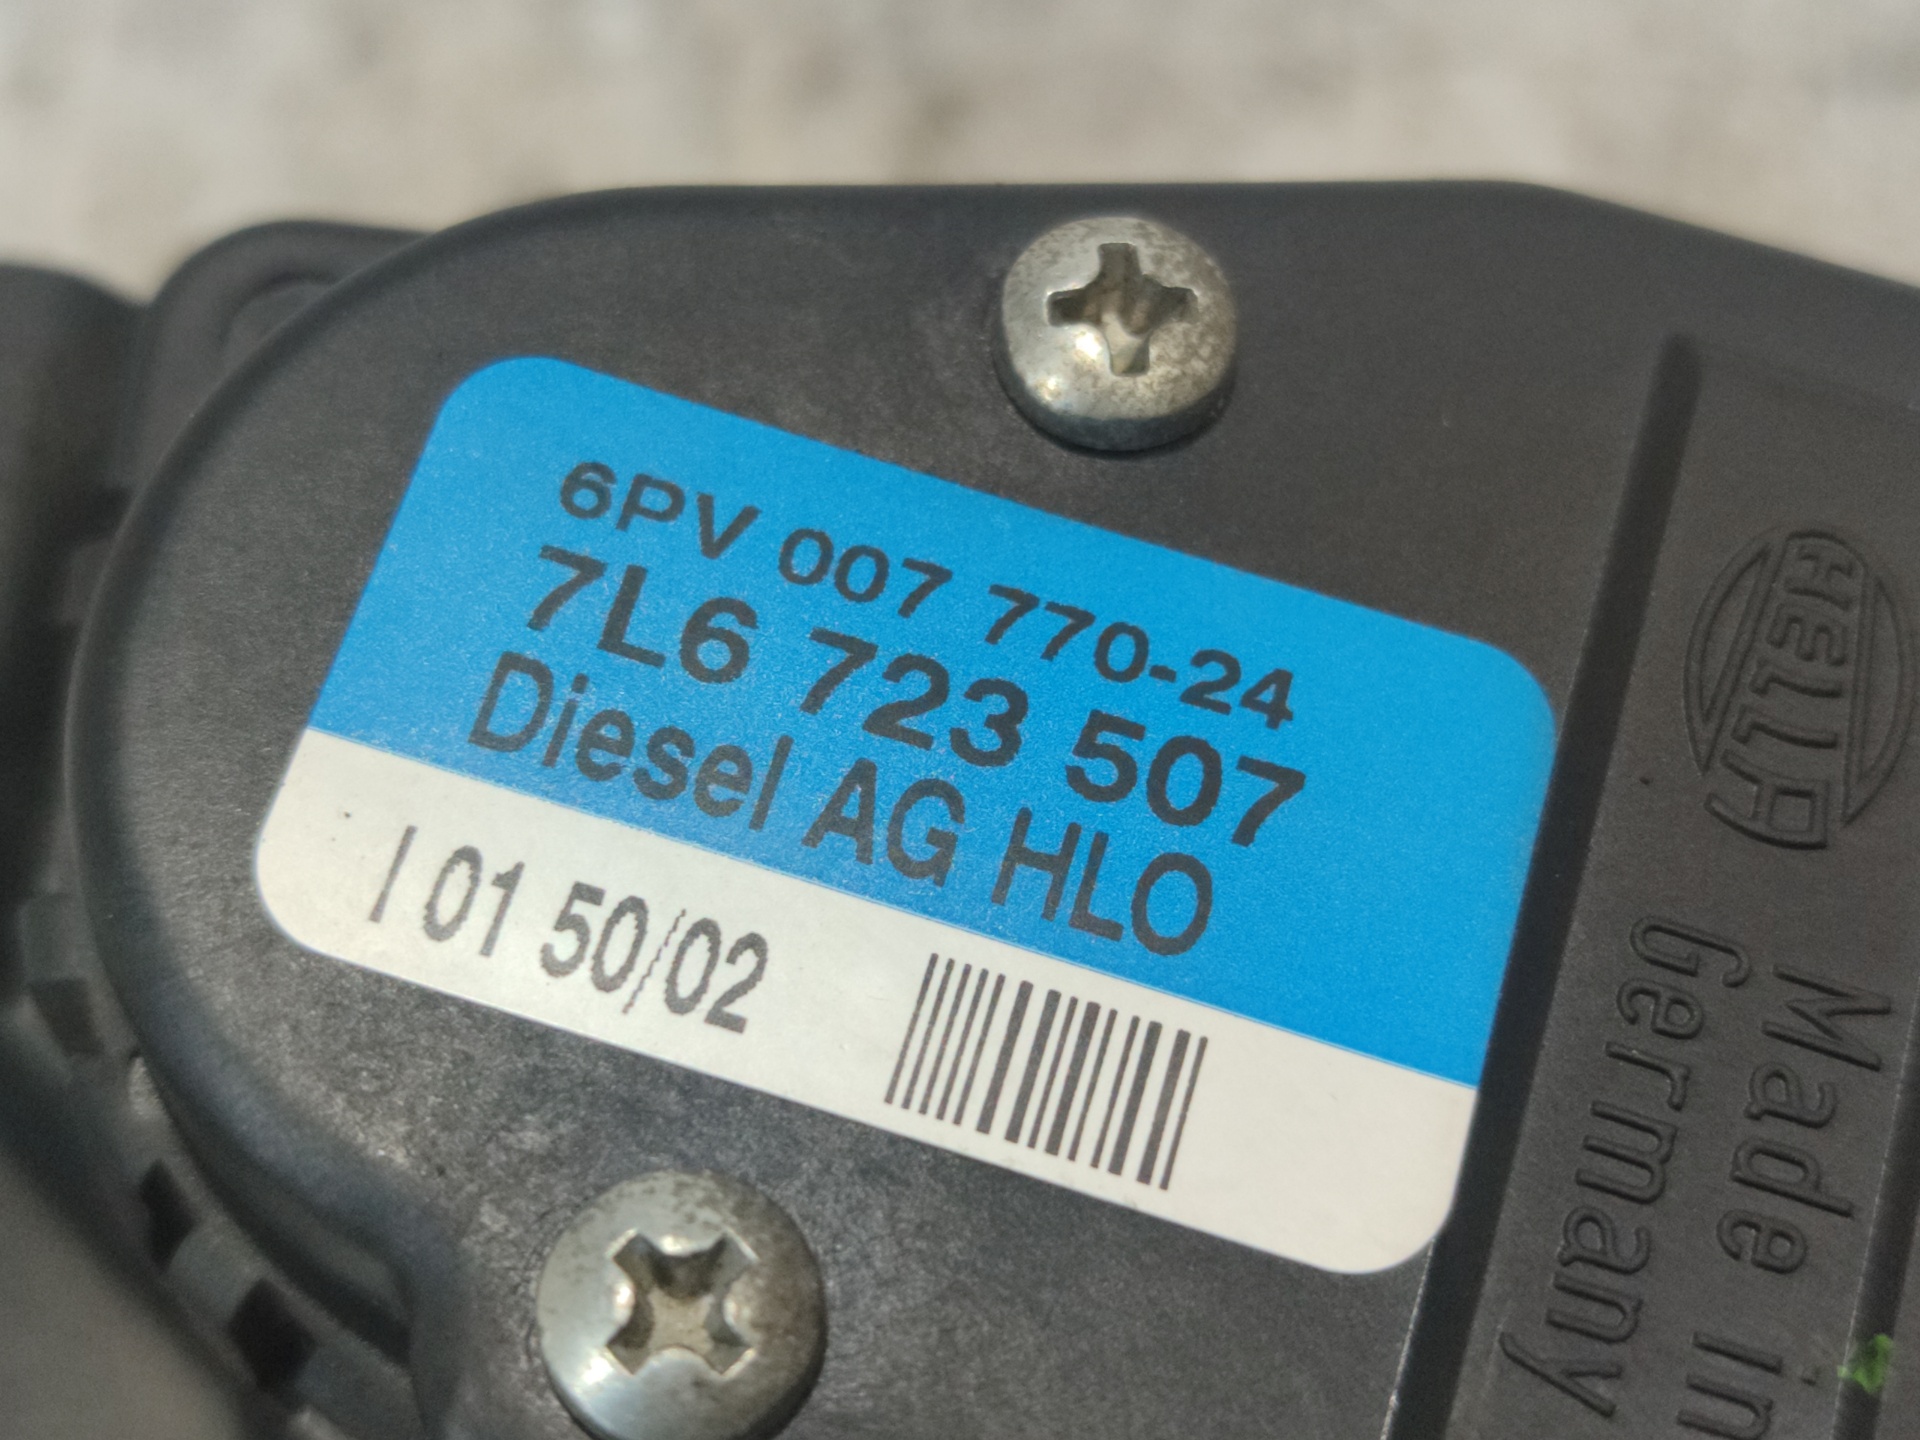 6PV 007 770-24
7L6 723 507
Diesel AG HLO
I 01 50/02
HELLA
Made in
Germany